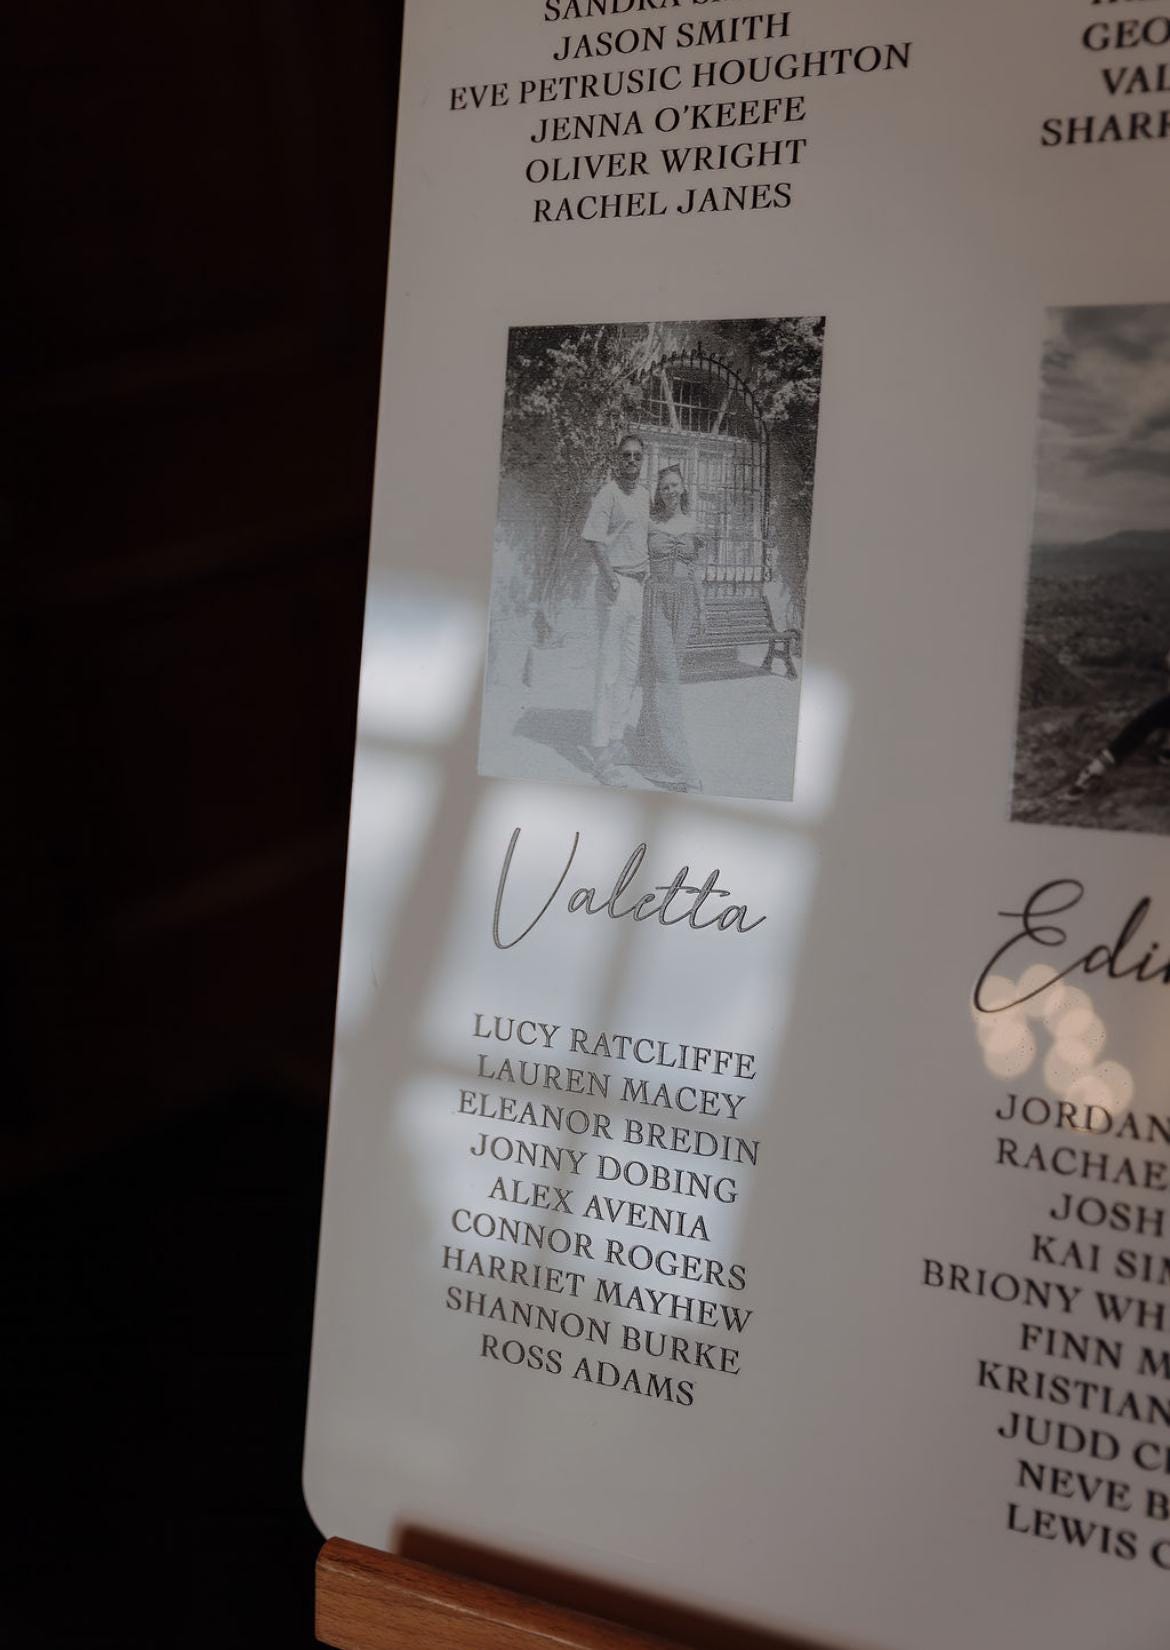 SANDRA
JASON SMITH
EVE PETRUSIC HOUGHTON
JENNA O'KEEFE
OLIVER WRIGHT
RACHEL JANES
Valetta
LUCY RATCLIFFE
LAUREN MACEY
ELEANOR BREDIN
JONNY DOBING
ALEX AVENIA
CONNOR ROGERS
HARRIET MAYHEW
SHANNON BURKE
ROSS ADAMS
JORDAN
JOSH
KAI
BRIONY
FINN
KRISTIAN
JUDD
NEVE
LEWIS